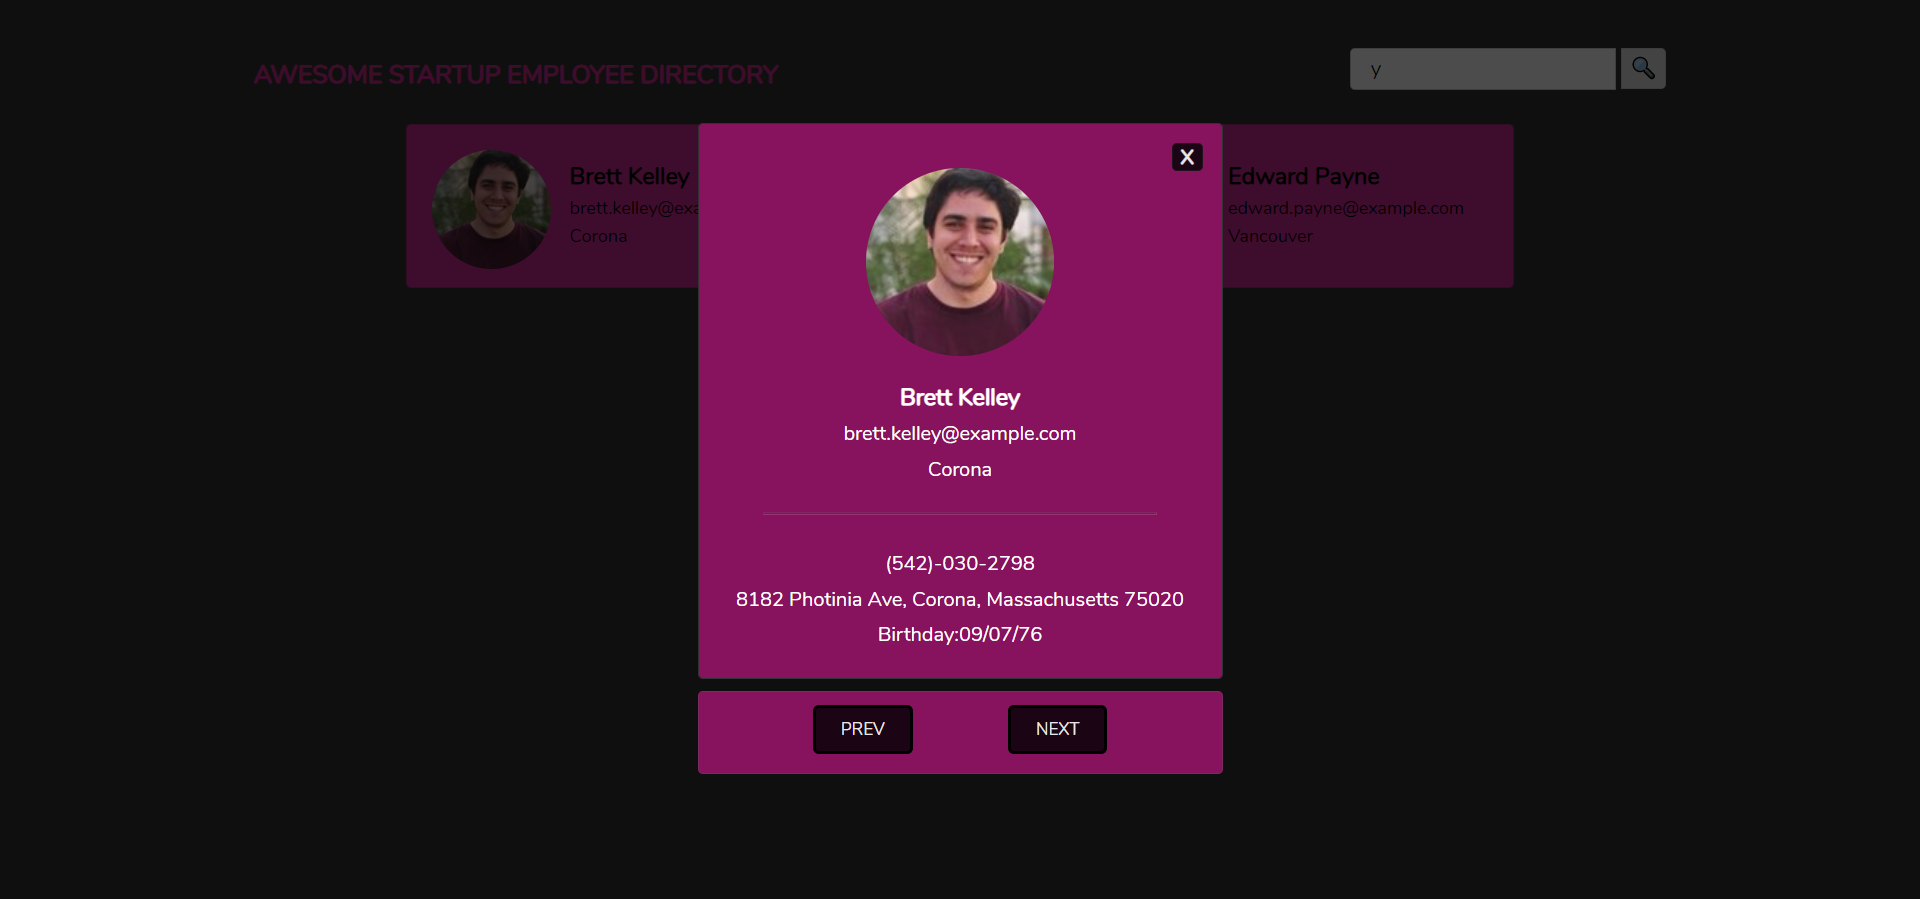 AWESOME STARTUP EMPLOYEE DIRECTORY
y
Brett Kelley
brett.kelley@exa
Corona
Edward Payne
edward.payne@example.com
Vancouver
X
Brett Kelley
brett.kelley@example.com
Corona
(542)-030-2798
8182 Photinia Ave, Corona, Massachusetts 75020
Birthday:09/07/76
PREV
NEXT